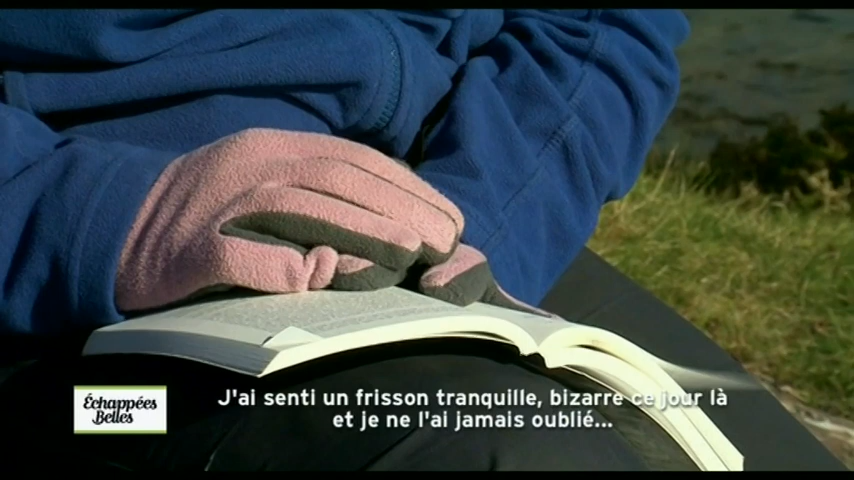 Échappées
Belles
J'ai senti un frisson tranquille, bizarre ce jour là
et je ne l'ai jamais oublié...